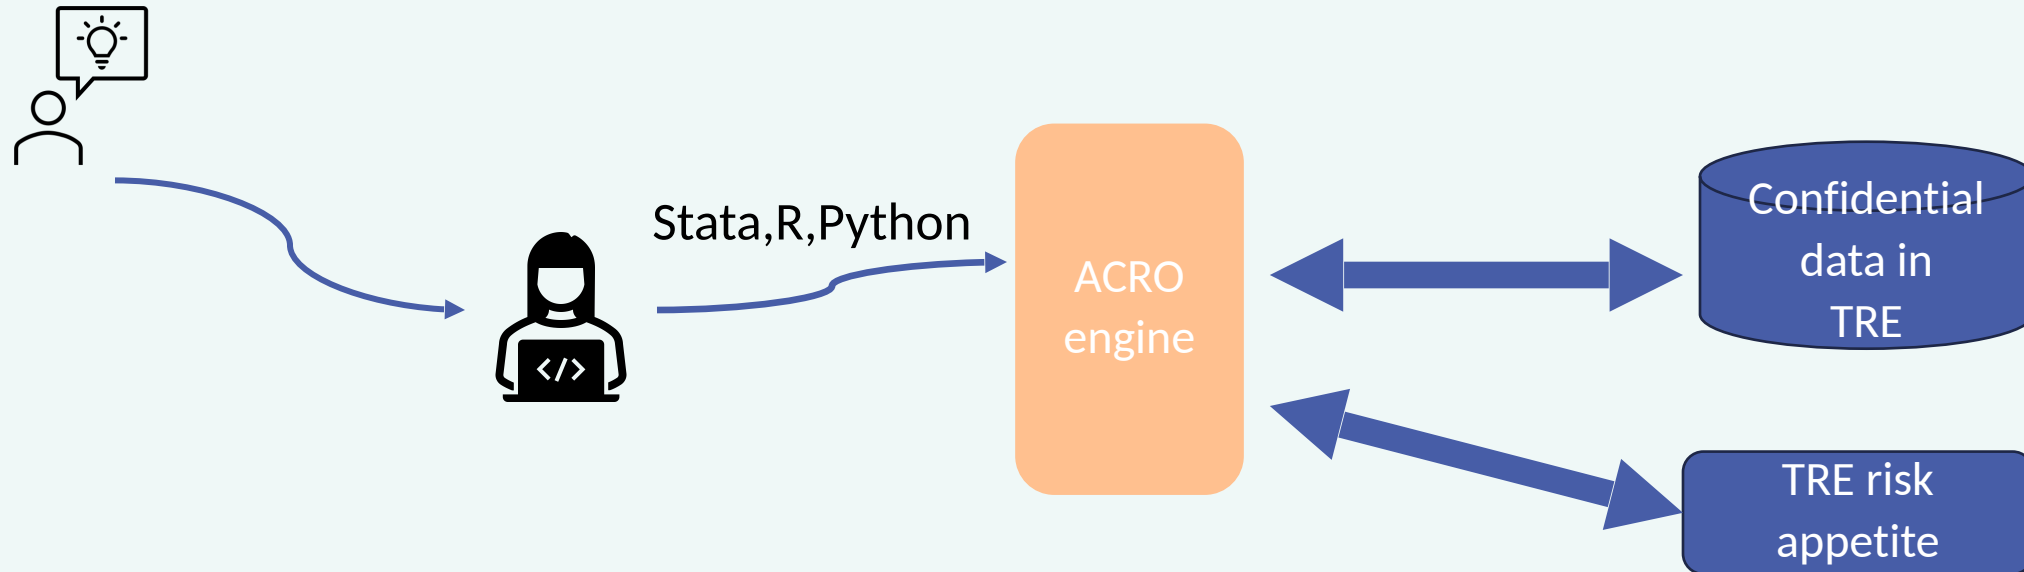 Stata,R,Python
ACRO
engine
Confidential
data in
TRE
TRE risk
appetite
</>